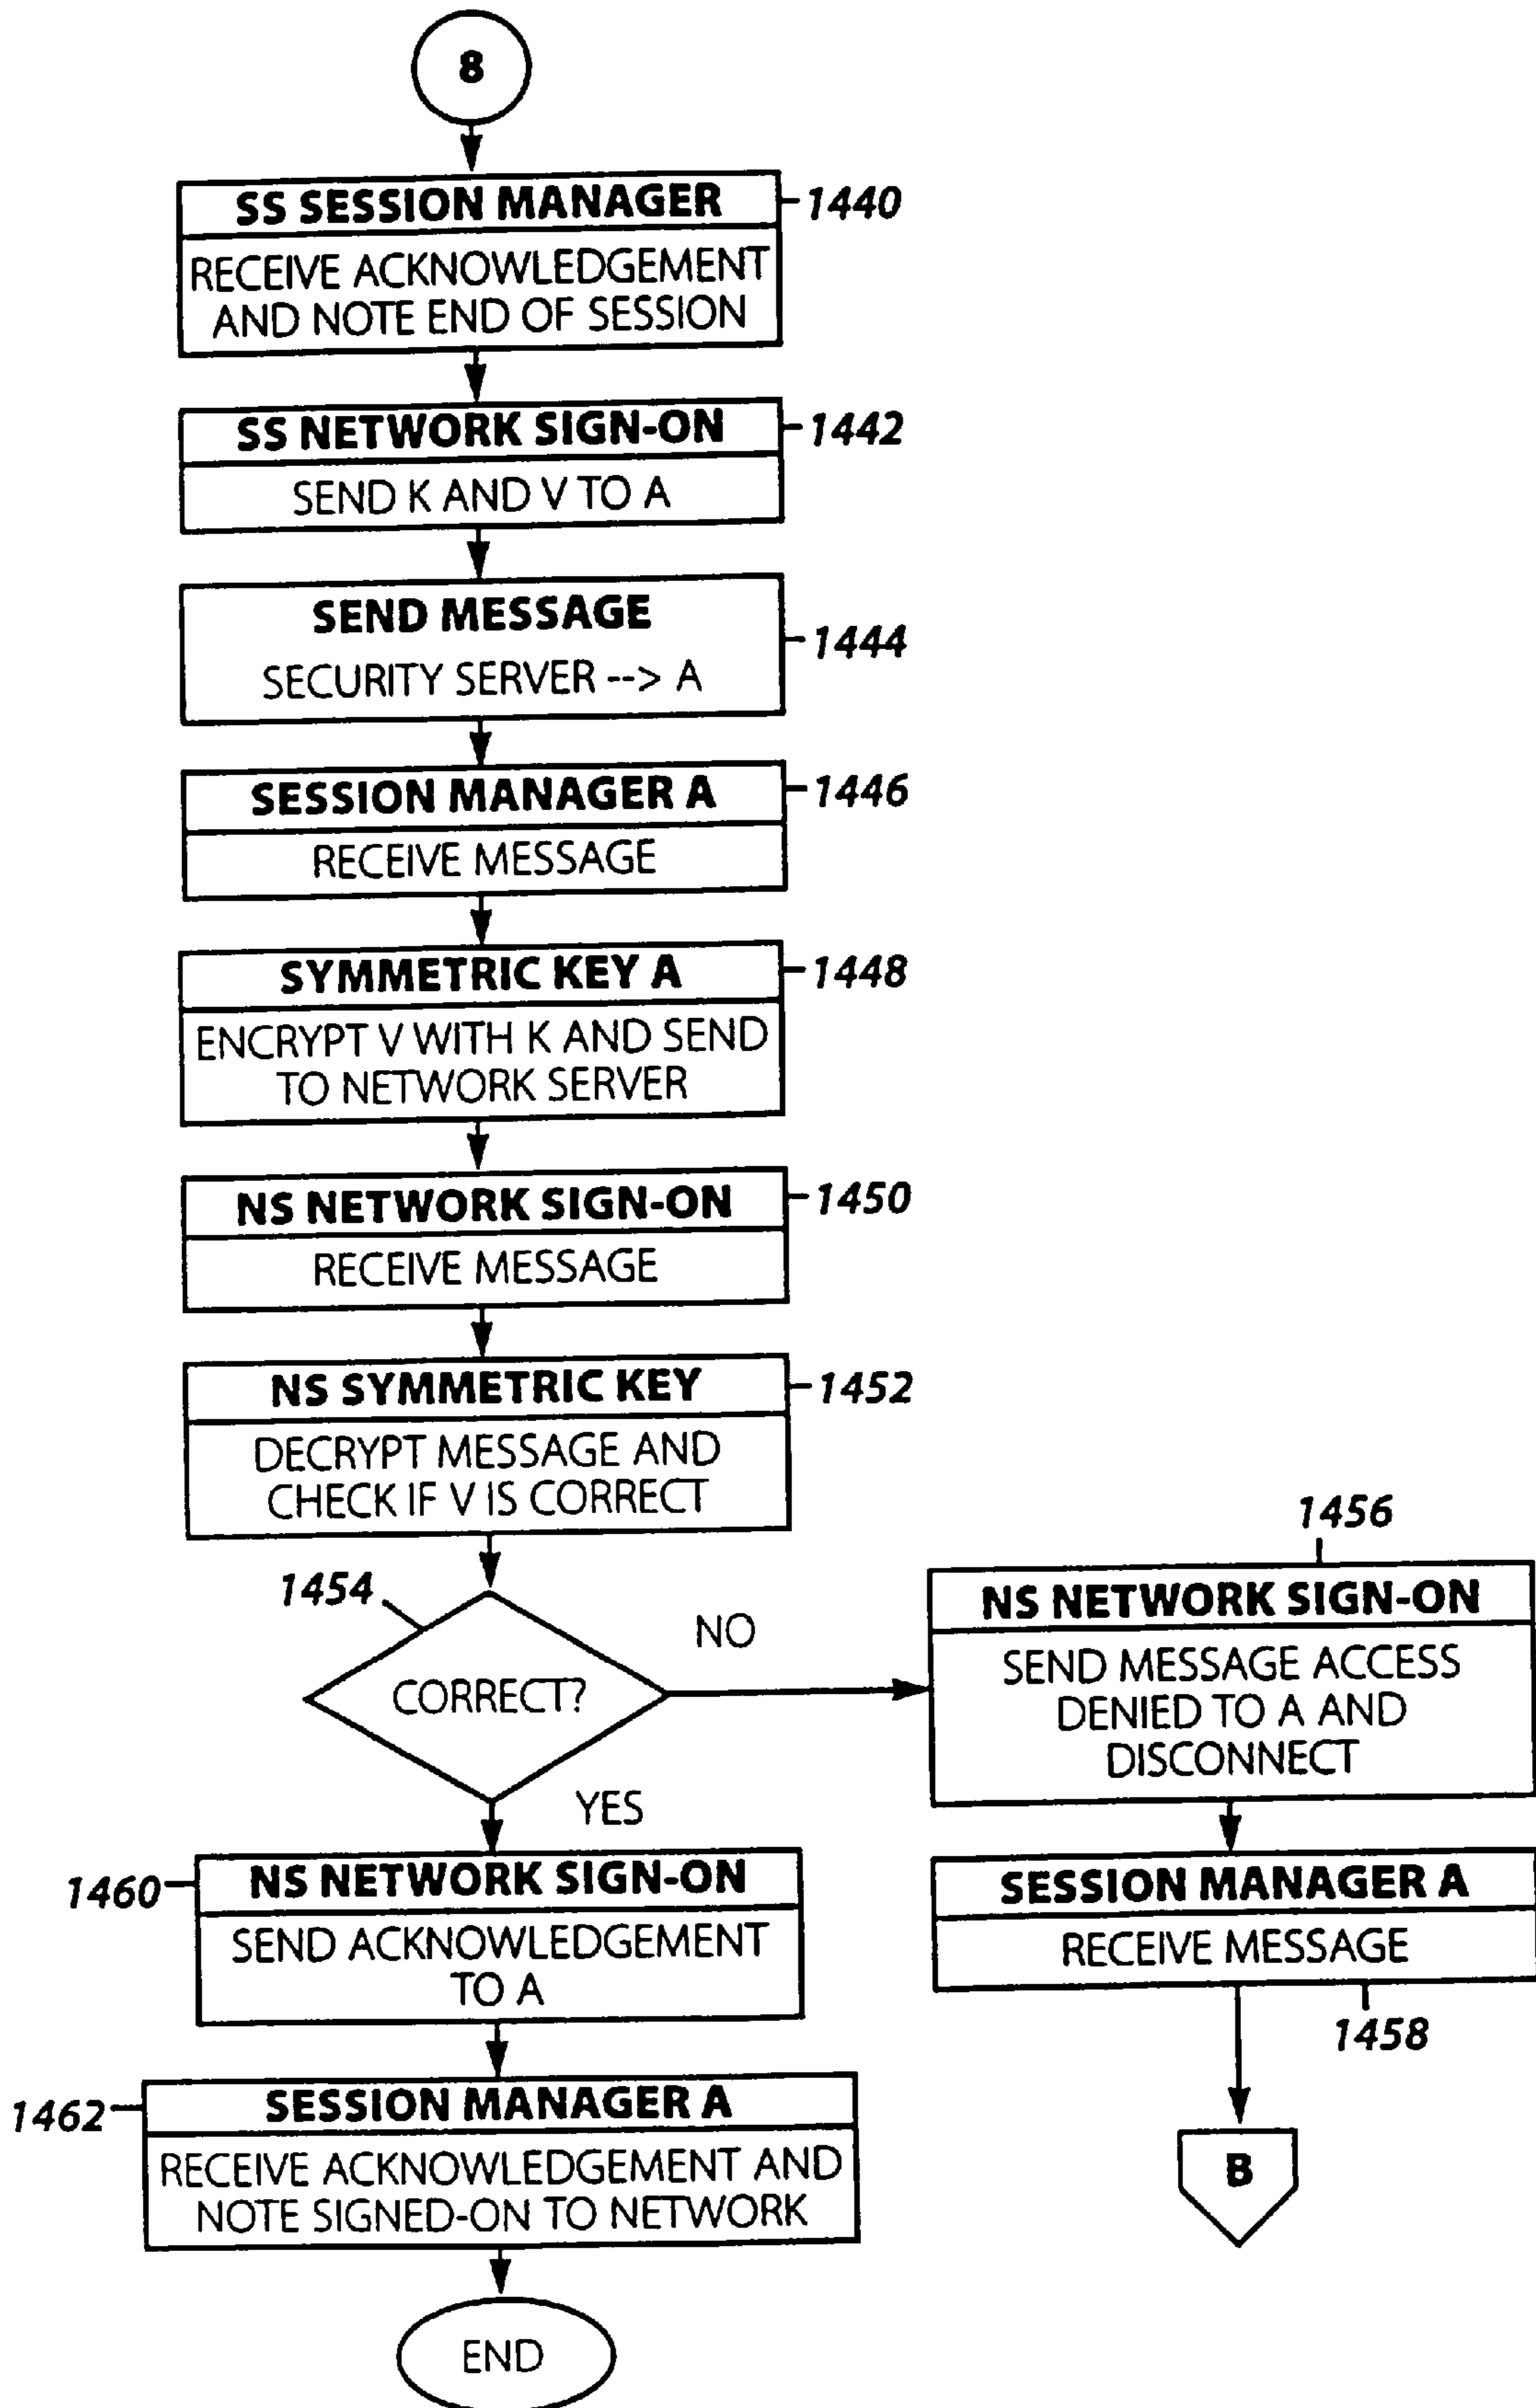 8
SS SESSION MANAGER
1440
RECEIVE ACKNOWLEDGEMENT
AND NOTE END OF SESSION
SS NETWORK SIGN-ON
1442
SEND K AND V TO A
SEND MESSAGE
1444
SECURITY SERVER --> A
SESSION MANAGER A
1446
RECEIVE MESSAGE
SYMMETRIC KEY A
1448
ENCRYPT V WITH K AND SEND
TO NETWORK SERVER
NS NETWORK SIGN-ON
1450
RECEIVE MESSAGE
NS SYMMETRIC KEY
1452
DECRYPT MESSAGE AND
CHECK IF V IS CORRECT
1454
CORRECT?
NO
YES
1456
NS NETWORK SIGN-ON
SEND MESSAGE ACCESS
DENIED TO A AND
DISCONNECT
SESSION MANAGER A
RECEIVE MESSAGE
1458
B
1460
NS NETWORK SIGN-ON
SEND ACKNOWLEDGEMENT
TO A
1462
SESSION MANAGER A
RECEIVE ACKNOWLEDGEMENT AND
NOTE SIGNED-ON TO NETWORK
END